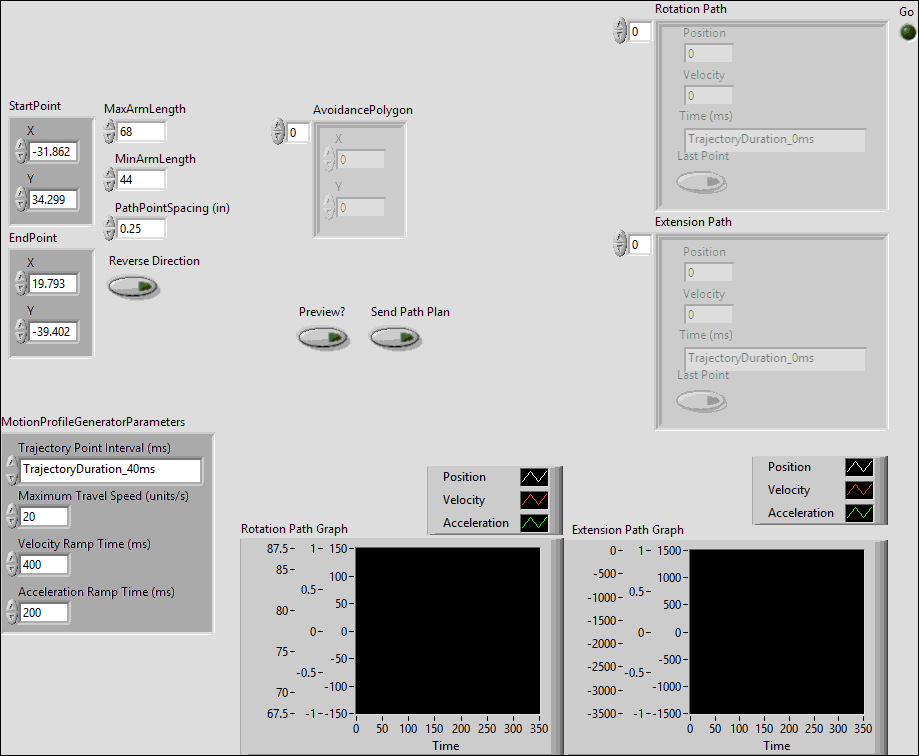 Rotation Path
Go
0
Position
0
Velocity
0
Time (ms)
TrajectoryDuration_0ms
Last Point
StartPoint
X
-31.862
Y
34.299
MaxArmLength
68
MinArmLength
44
PathPointSpacing (in)
0.25
Reverse Direction
AvoidancePolygon
0
X
0
Y
0
EndPoint
X
19.793
Y
-39.402
Preview?
Send Path Plan
Extension Path
0
Position
0
Velocity
0
Time (ms)
TrajectoryDuration_0ms
Last Point
MotionProfileGeneratorParameters
Trajectory Point Interval (ms)
TrajectoryDuration_40ms
Maximum Travel Speed (units/s)
20
Velocity Ramp Time (ms)
400
Acceleration Ramp Time (ms)
200
Position
Velocity
Acceleration
Rotation Path Graph
87.5
85
80
75
70
67.5
1
0.5
0
-0.5
-1
150
100
50
0
-50
-100
-150
0 50 100 150 200 250 300 350
Time
Position
Velocity
Acceleration
Extension Path Graph
0
-500
-1000
-1500
-2000
-2500
-3000
-3500
1
0.5
0
-0.5
-1
1500
1000
500
0
-500
-1000
-1500
0 50 100 150 200 250 300 350
Time